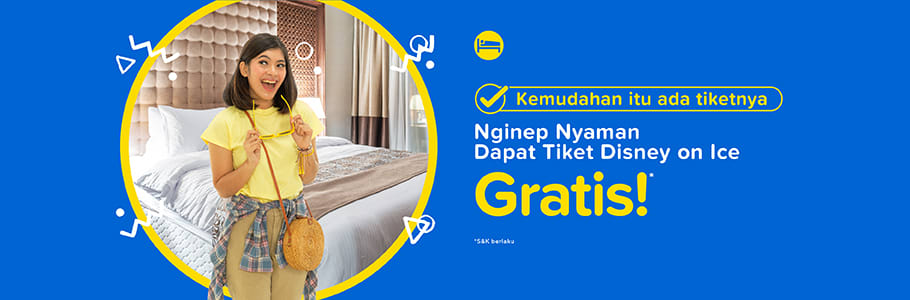 Kemudahan itu ada tiketnya
Nginep Nyaman
Dapat Tiket Disney on Ice
Gratis!*
*S&K berlaku